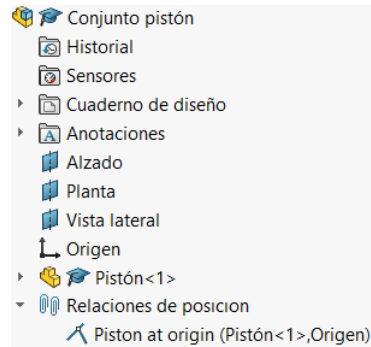 Conjunto pistón
Historial
Sensores
Cuaderno de diseño
Anotaciones
Alzado
Planta
Vista lateral
Origen
Pistón<1>
Relaciones de posicion
Piston at origin (Pistón<1>,Origen)